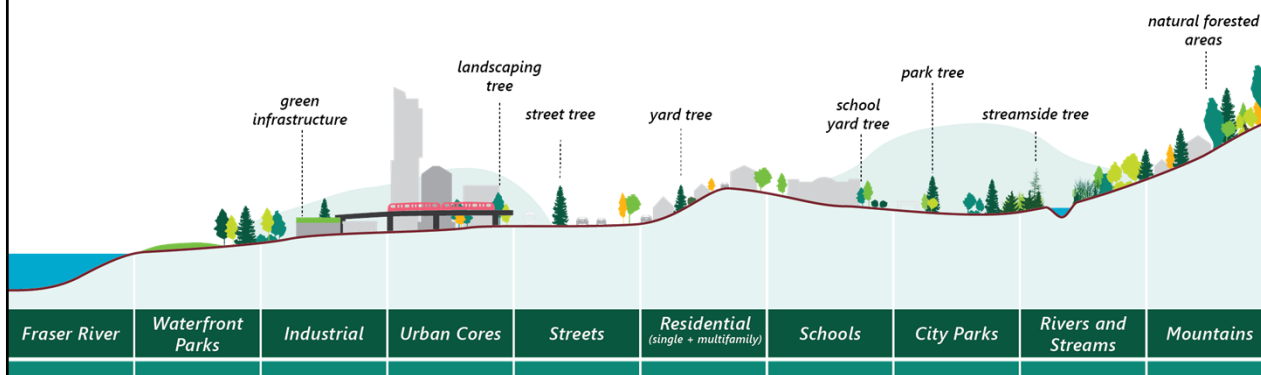 natural forested
areas
landscaping
tree
park tree
green
infrastructure
school
yard tree
street tree
yard tree
streamside tree
Fraser River
Waterfront
Parks
Industrial
Urban Cores
Streets
Residential
(single + multifamily)
Schools
City Parks
Rivers and
Streams
Mountains